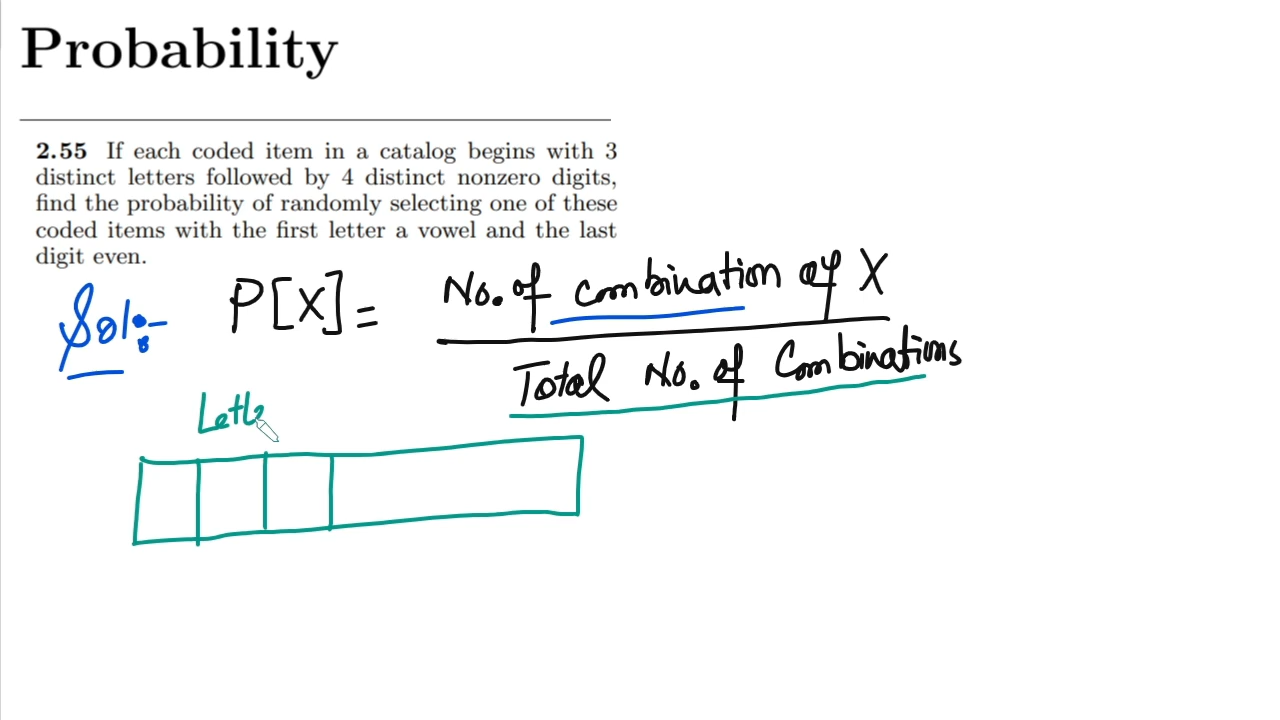 Probability
2.55 If each coded item in a catalog begins with 3
distinct letters followed by 4 distinct nonzero digits,
find the probability of randomly selecting one of these
coded items with the first letter a vowel and the last
digit even.
Sol:-
P[X] =
No. of combination of X
Total No. of Combinations
Lette